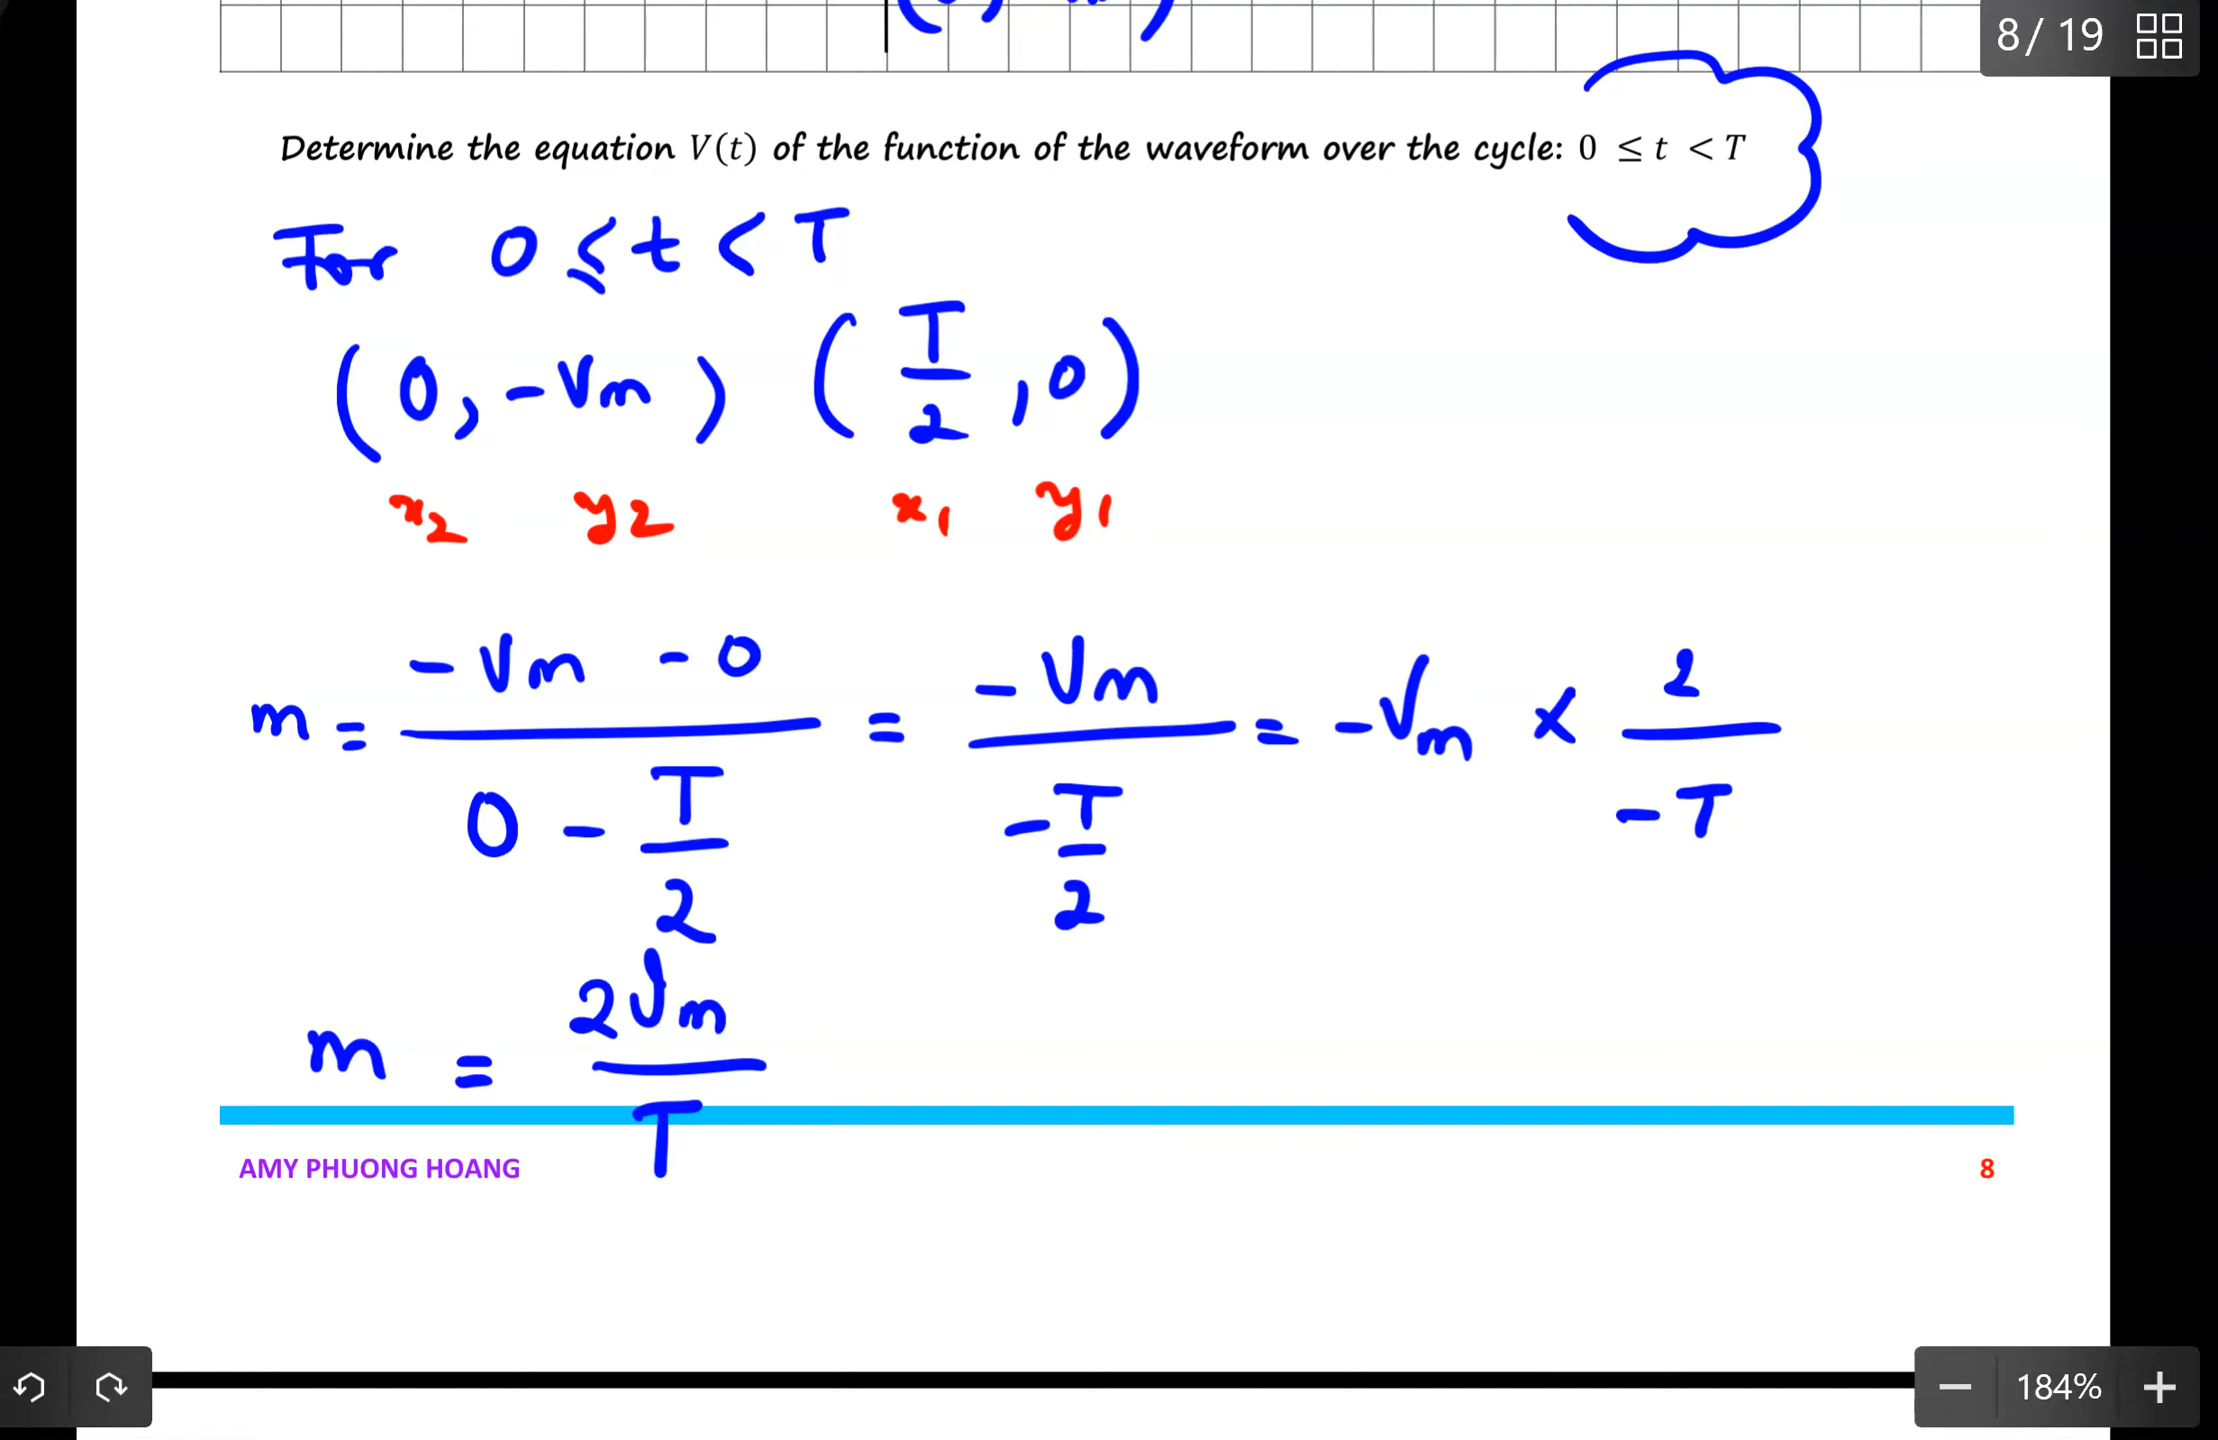 8/ 19
Determine the equation V(t) of the function of the waveform over the cycle: 0 ≤ t < T
For 0 ≤ t < T
(0, -Vm) (T/2, 0)
x2 y2 x1 y1
m = (-Vm - 0)/(0 - T/2) = -Vm/(-T/2) = -Vm × 2/-T
m = 2Vm/T
AMY PHUONG HOANG 8
184%